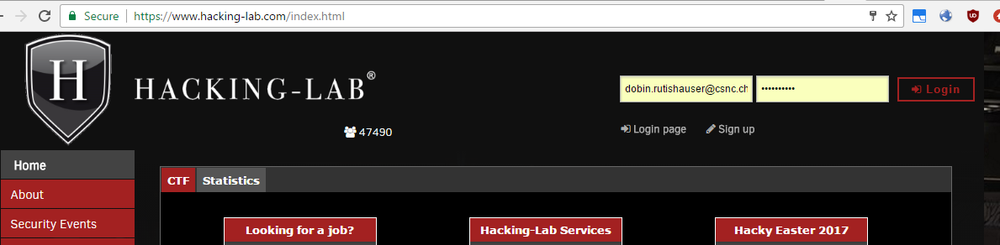 Secure | https://www.hacking-lab.com/index.html
H HACKING-LAB®
dobin.rutishauser@csnc.ch •••••••••• Login
47490 Login page Sign up
Home
CTF Statistics
About
Security Events
Looking for a job? Hacking-Lab Services Hacky Easter 2017